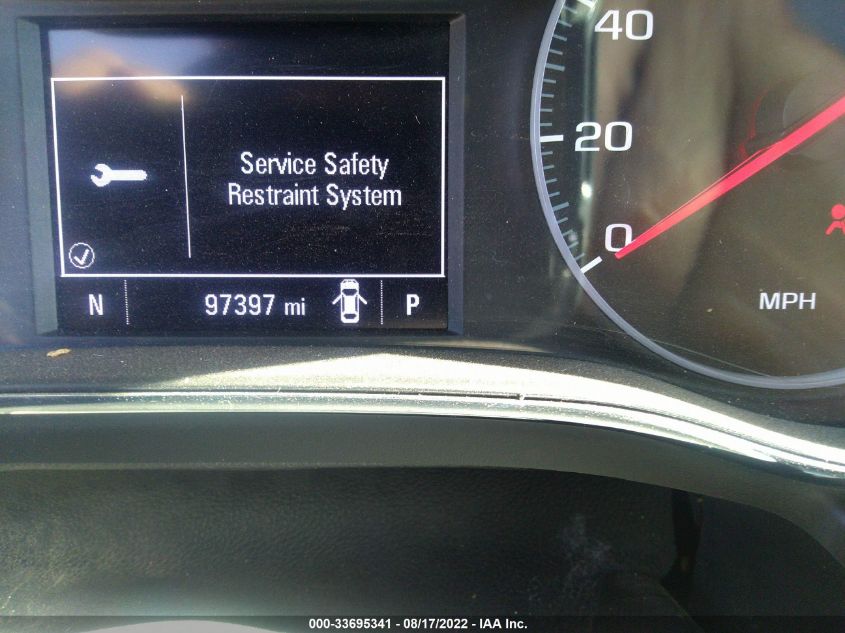 40
20
0
MPH
Service Safety
Restraint System
N 97397 mi P
000-33695341 - 08/17/2022 - IAA Inc.